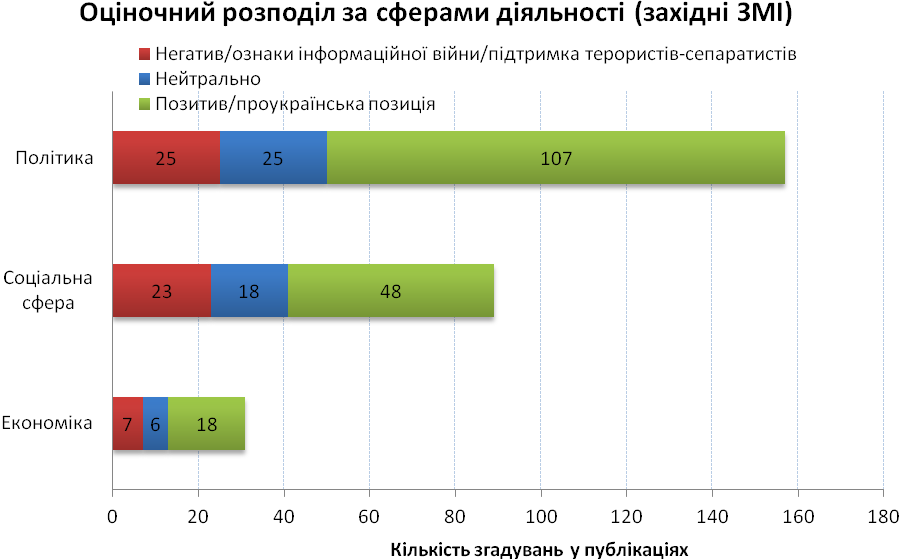 Оціночний розподіл за сферами діяльності (західні ЗМІ)
Негатив/ознаки інформаційної війни/підтримка терористів-сепаратистів
Нейтрально
Позитив/проукраїнська позиція
Політика
25 25 107
Соціальна
сфера
23 18 48
Економіка
7 6 18
0 20 40 60 80 100 120 140 160 180
Кількість згадувань у публікаціях